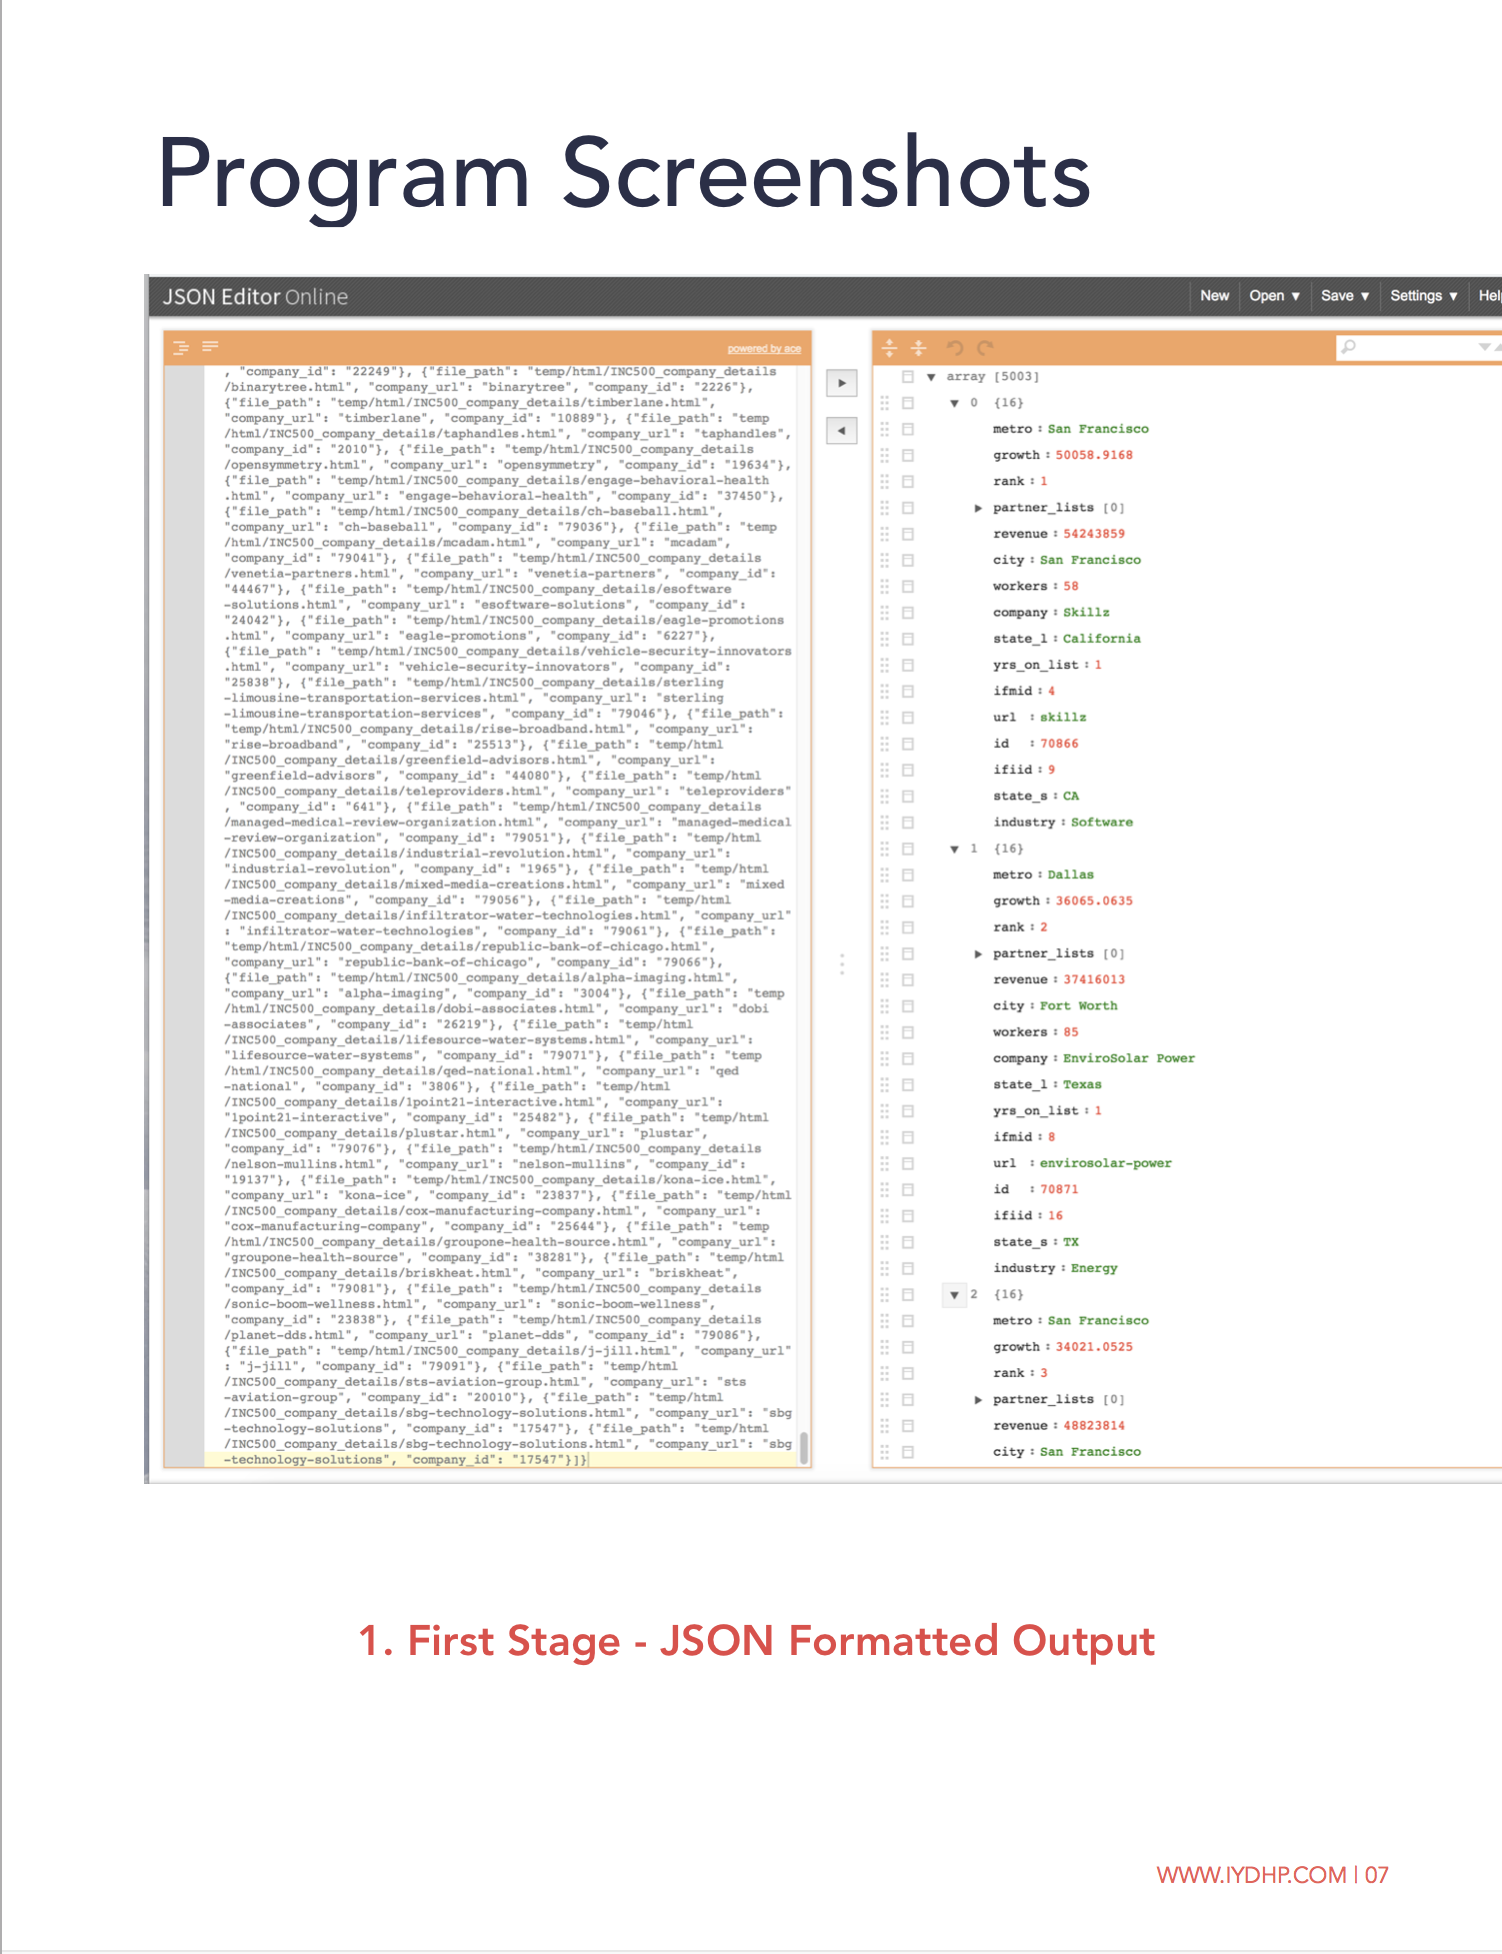 Program Screenshots
JSON Editor Online
New
Open ▼
Save ▼
Settings ▼
powered by ace
, "company_id": "22249"}, {"file_path": "temp/html/INC500_company_details
/binarytree.html", "company_url": "binarytree", "company_id": "2226"},
{"file_path": "temp/html/INC500_company_details/timberlane.html",
"company_url": "timberlane", "company_id": "10889"}, {"file_path": "temp
/html/INC500_company_details/taphandles.html", "company_url": "taphandles",
"company_id": "2010"}, {"file_path": "temp/html/INC500_company_details
/opensymmetry.html", "company_url": "opensymmetry", "company_id": "19634"},
{"file_path": "temp/html/INC500_company_details/engage-behavioral-health
.html", "company_url": "engage-behavioral-health", "company_id": "37450"},
{"file_path": "temp/html/INC500_company_details/ch-baseball.html",
"company_url": "ch-baseball", "company_id": "79036"}, {"file_path": "temp
/html/INC500_company_details/mcadam.html", "company_url": "mcadam",
"company_id": "79041"}, {"file_path": "temp/html/INC500_company_details
/venetia-partners.html", "company_url": "venetia-partners", "company_id":
"44467"}, {"file_path": "temp/html/INC500_company_details/esoftware
-solutions.html", "company_url": "esoftware-solutions", "company_id":
"24042"}, {"file_path": "temp/html/INC500_company_details/eagle-promotions
.html", "company_url": "eagle-promotions", "company_id": "6227"},
{"file_path": "temp/html/INC500_company_details/vehicle-security-innovators
.html", "company_url": "vehicle-security-innovators", "company_id":
"25838"}, {"file_path": "temp/html/INC500_company_details/sterling
-limousine-transportation-services.html", "company_url": "sterling
-limousine-transportation-services", "company_id": "79046"}, {"file_path":
"temp/html/INC500_company_details/rise-broadband.html", "company_url":
"rise-broadband", "company_id": "25513"}, {"file_path": "temp/html
/INC500_company_details/greenfield-advisors.html", "company_url":
"greenfield-advisors", "company_id": "44080"}, {"file_path": "temp/html
/INC500_company_details/teleproviders.html", "company_url": "teleproviders"
, "company_id": "641"}, {"file_path": "temp/html/INC500_company_details
/managed-medical-review-organization.html", "company_url": "managed-medical
-review-organization", "company_id": "79051"}, {"file_path": "temp/html
/INC500_company_details/industrial-revolution.html", "company_url":
"industrial-revolution", "company_id": "1965"}, {"file_path": "temp/html
/INC500_company_details/mixed-media-creations.html", "company_url": "mixed
-media-creations", "company_id": "79056"}, {"file_path": "temp/html
/INC500_company_details/infiltrator-water-technologies.html", "company_url"
: "infiltrator-water-technologies", "company_id": "79061"}, {"file_path":
"temp/html/INC500_company_details/republic-bank-of-chicago.html",
"company_url": "republic-bank-of-chicago", "company_id": "79066"},
{"file_path": "temp/html/INC500_company_details/alpha-imaging.html",
"company_url": "alpha-imaging", "company_id": "3004"}, {"file_path": "temp
/html/INC500_company_details/dobi-associates.html", "company_url": "dobi
-associates", "company_id": "26219"}, {"file_path": "temp/html
/INC500_company_details/lifesource-water-systems.html", "company_url":
"lifesource-water-systems", "company_id": "79071"}, {"file_path": "temp
/html/INC500_company_details/qed-national.html", "company_url": "qed
-national", "company_id": "3806"}, {"file_path": "temp/html
/INC500_company_details/1point21-interactive.html", "company_url":
"1point21-interactive", "company_id": "25482"}, {"file_path": "temp/html
/INC500_company_details/plustar.html", "company_url": "plustar",
"company_id": "79076"}, {"file_path": "temp/html/INC500_company_details
/nelson-mullins.html", "company_url": "nelson-mullins", "company_id":
"19137"}, {"file_path": "temp/html/INC500_company_details/kona-ice.html",
"company_url": "kona-ice", "company_id": "23837"}, {"file_path": "temp/html
/INC500_company_details/cox-manufacturing-company.html", "company_url":
"cox-manufacturing-company", "company_id": "25644"}, {"file_path": "temp
/html/INC500_company_details/groupone-health-source.html", "company_url":
"groupone-health-source", "company_id": "38281"}, {"file_path": "temp/html
/INC500_company_details/briskheat.html", "company_url": "briskheat",
"company_id": "79081"}, {"file_path": "temp/html/INC500_company_details
/sonic-boom-wellness.html", "company_url": "sonic-boom-wellness",
"company_id": "23838"}, {"file_path": "temp/html/INC500_company_details
/planet-dds.html", "company_url": "planet-dds", "company_id": "79086"},
{"file_path": "temp/html/INC500_company_details/j-jill.html", "company_url"
: "j-jill", "company_id": "79091"}, {"file_path": "temp/html
/INC500_company_details/sts-aviation-group.html", "company_url": "sts
-aviation-group", "company_id": "20010"}, {"file_path": "temp/html
/INC500_company_details/sbg-technology-solutions.html", "company_url": "sbg
-technology-solutions", "company_id": "17547"}, {"file_path": "temp/html
/INC500_company_details/sbg-technology-solutions.html", "company_url": "sbg
-technology-solutions", "company_id": "17547"}]}
array [5003]
0 {16}
metro : San Francisco
growth : 50058.9168
rank : 1
partner_lists [0]
revenue : 54243859
city : San Francisco
workers : 58
company : Skillz
state_l : California
yrs_on_list : 1
ifmid : 4
url : skillz
id : 70866
ifiid : 9
state_s : CA
industry : Software
1 {16}
metro : Dallas
growth : 36065.0635
rank : 2
partner_lists [0]
revenue : 37416013
city : Fort Worth
workers : 85
company : EnviroSolar Power
state_l : Texas
yrs_on_list : 1
ifmid : 8
url : envirosolar-power
id : 70871
ifiid : 16
state_s : TX
industry : Energy
2 {16}
metro : San Francisco
growth : 34021.0525
rank : 3
partner_lists [0]
revenue : 48823814
city : San Francisco
1. First Stage - JSON Formatted Output
WWW.IYDHP.COM | 07